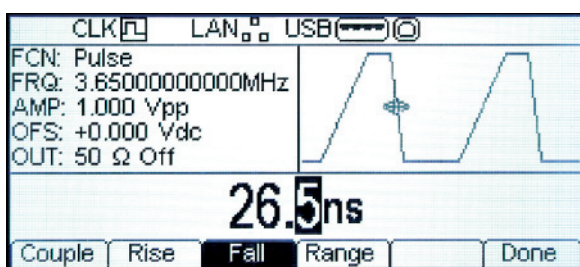 CLK LAN USB
FCN: Pulse
FRQ: 3.65000000000MHz
AMP: 1.000 Vpp
OFS: +0.000 Vdc
OUT: 50 Ω Off
26.5ns
Couple Rise Fall Range Done